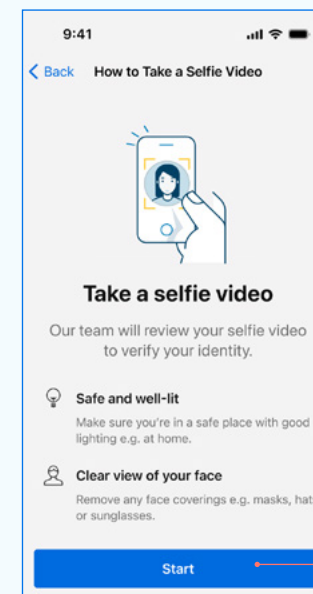 9:41
Back How to Take a Selfie Video
Take a selfie video
Our team will review your selfie video
to verify your identity.
Safe and well-lit
Make sure you're in a safe place with good
lighting e.g. at home.
Clear view of your face
Remove any face coverings e.g. masks, hats
or sunglasses.
Start